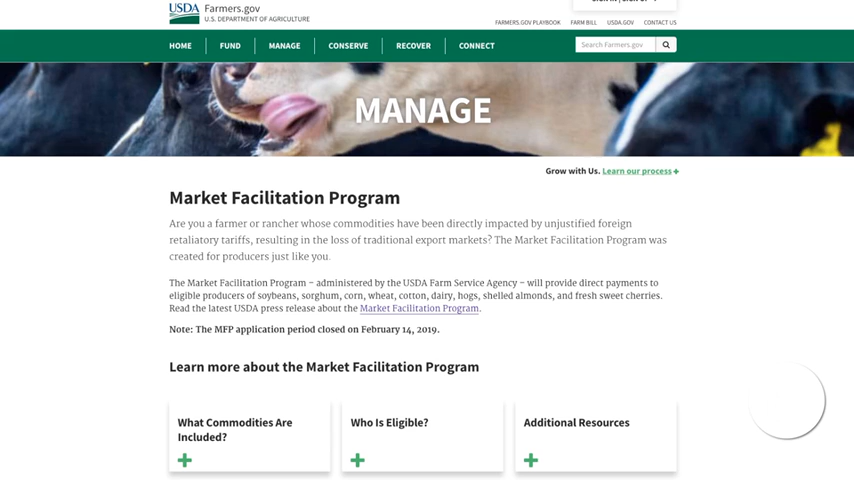 USDA Farmers.gov
U.S. DEPARTMENT OF AGRICULTURE
FARMERS.GOV PLAYBOOK FARM BILL USDA.GOV CONTACT US
HOME FUND MANAGE CONSERVE RECOVER CONNECT Search Farmers.gov
MANAGE
Grow with Us. Learn our process
Market Facilitation Program
Are you a farmer or rancher whose commodities have been directly impacted by unjustified foreign
retaliatory tariffs, resulting in the loss of traditional export markets? The Market Facilitation Program was
created for producers just like you.
The Market Facilitation Program – administered by the USDA Farm Service Agency – will provide direct payments to
eligible producers of soybeans, sorghum, corn, wheat, cotton, dairy, hogs, shelled almonds, and fresh sweet cherries.
Read the latest USDA press release about the Market Facilitation Program.
Note: The MFP application period closed on February 14, 2019.
Learn more about the Market Facilitation Program
What Commodities Are
Included?
Who Is Eligible?
Additional Resources